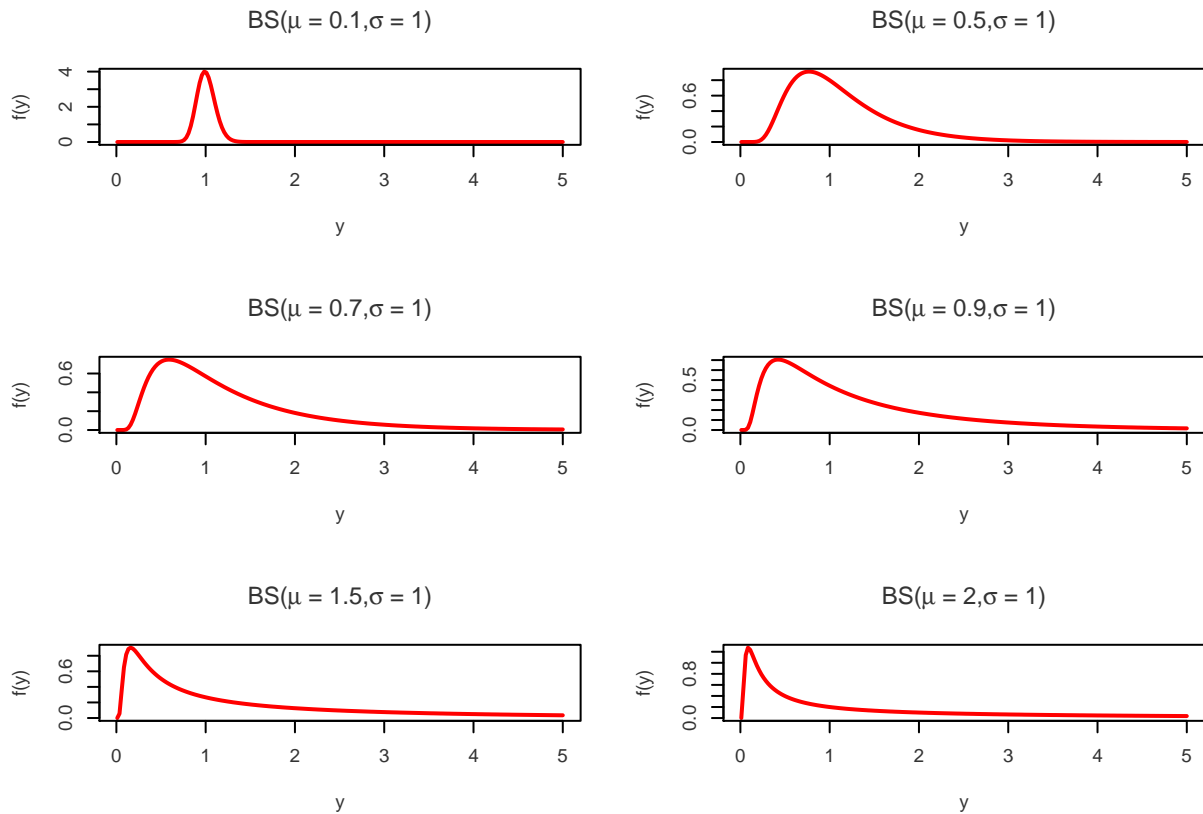 BS(μ = 0.1,σ = 1)
f(y)
0 2 4
0 1 2 3 4 5
y
BS(μ = 0.5,σ = 1)
f(y)
0.0 0.6
0 1 2 3 4 5
y
BS(μ = 0.7,σ = 1)
f(y)
0.0 0.6
0 1 2 3 4 5
y
BS(μ = 0.9,σ = 1)
f(y)
0.0 0.5
0 1 2 3 4 5
y
BS(μ = 1.5,σ = 1)
f(y)
0.0 0.6
0 1 2 3 4 5
y
BS(μ = 2,σ = 1)
f(y)
0.0 0.8
0 1 2 3 4 5
y